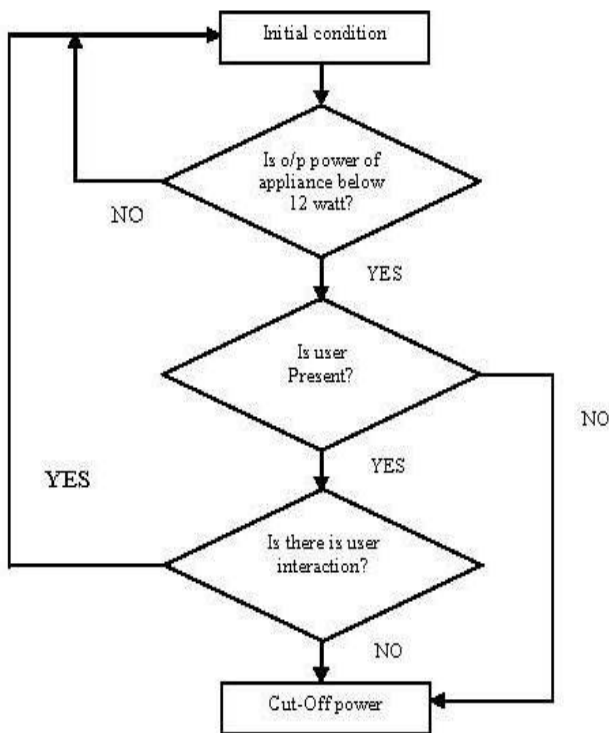 Initial condition
Is o/p power of
appliance below
12 watt?
NO
YES
Is user
Present?
NO
YES
YES
Is there is user
interaction?
NO
Cut-Off power